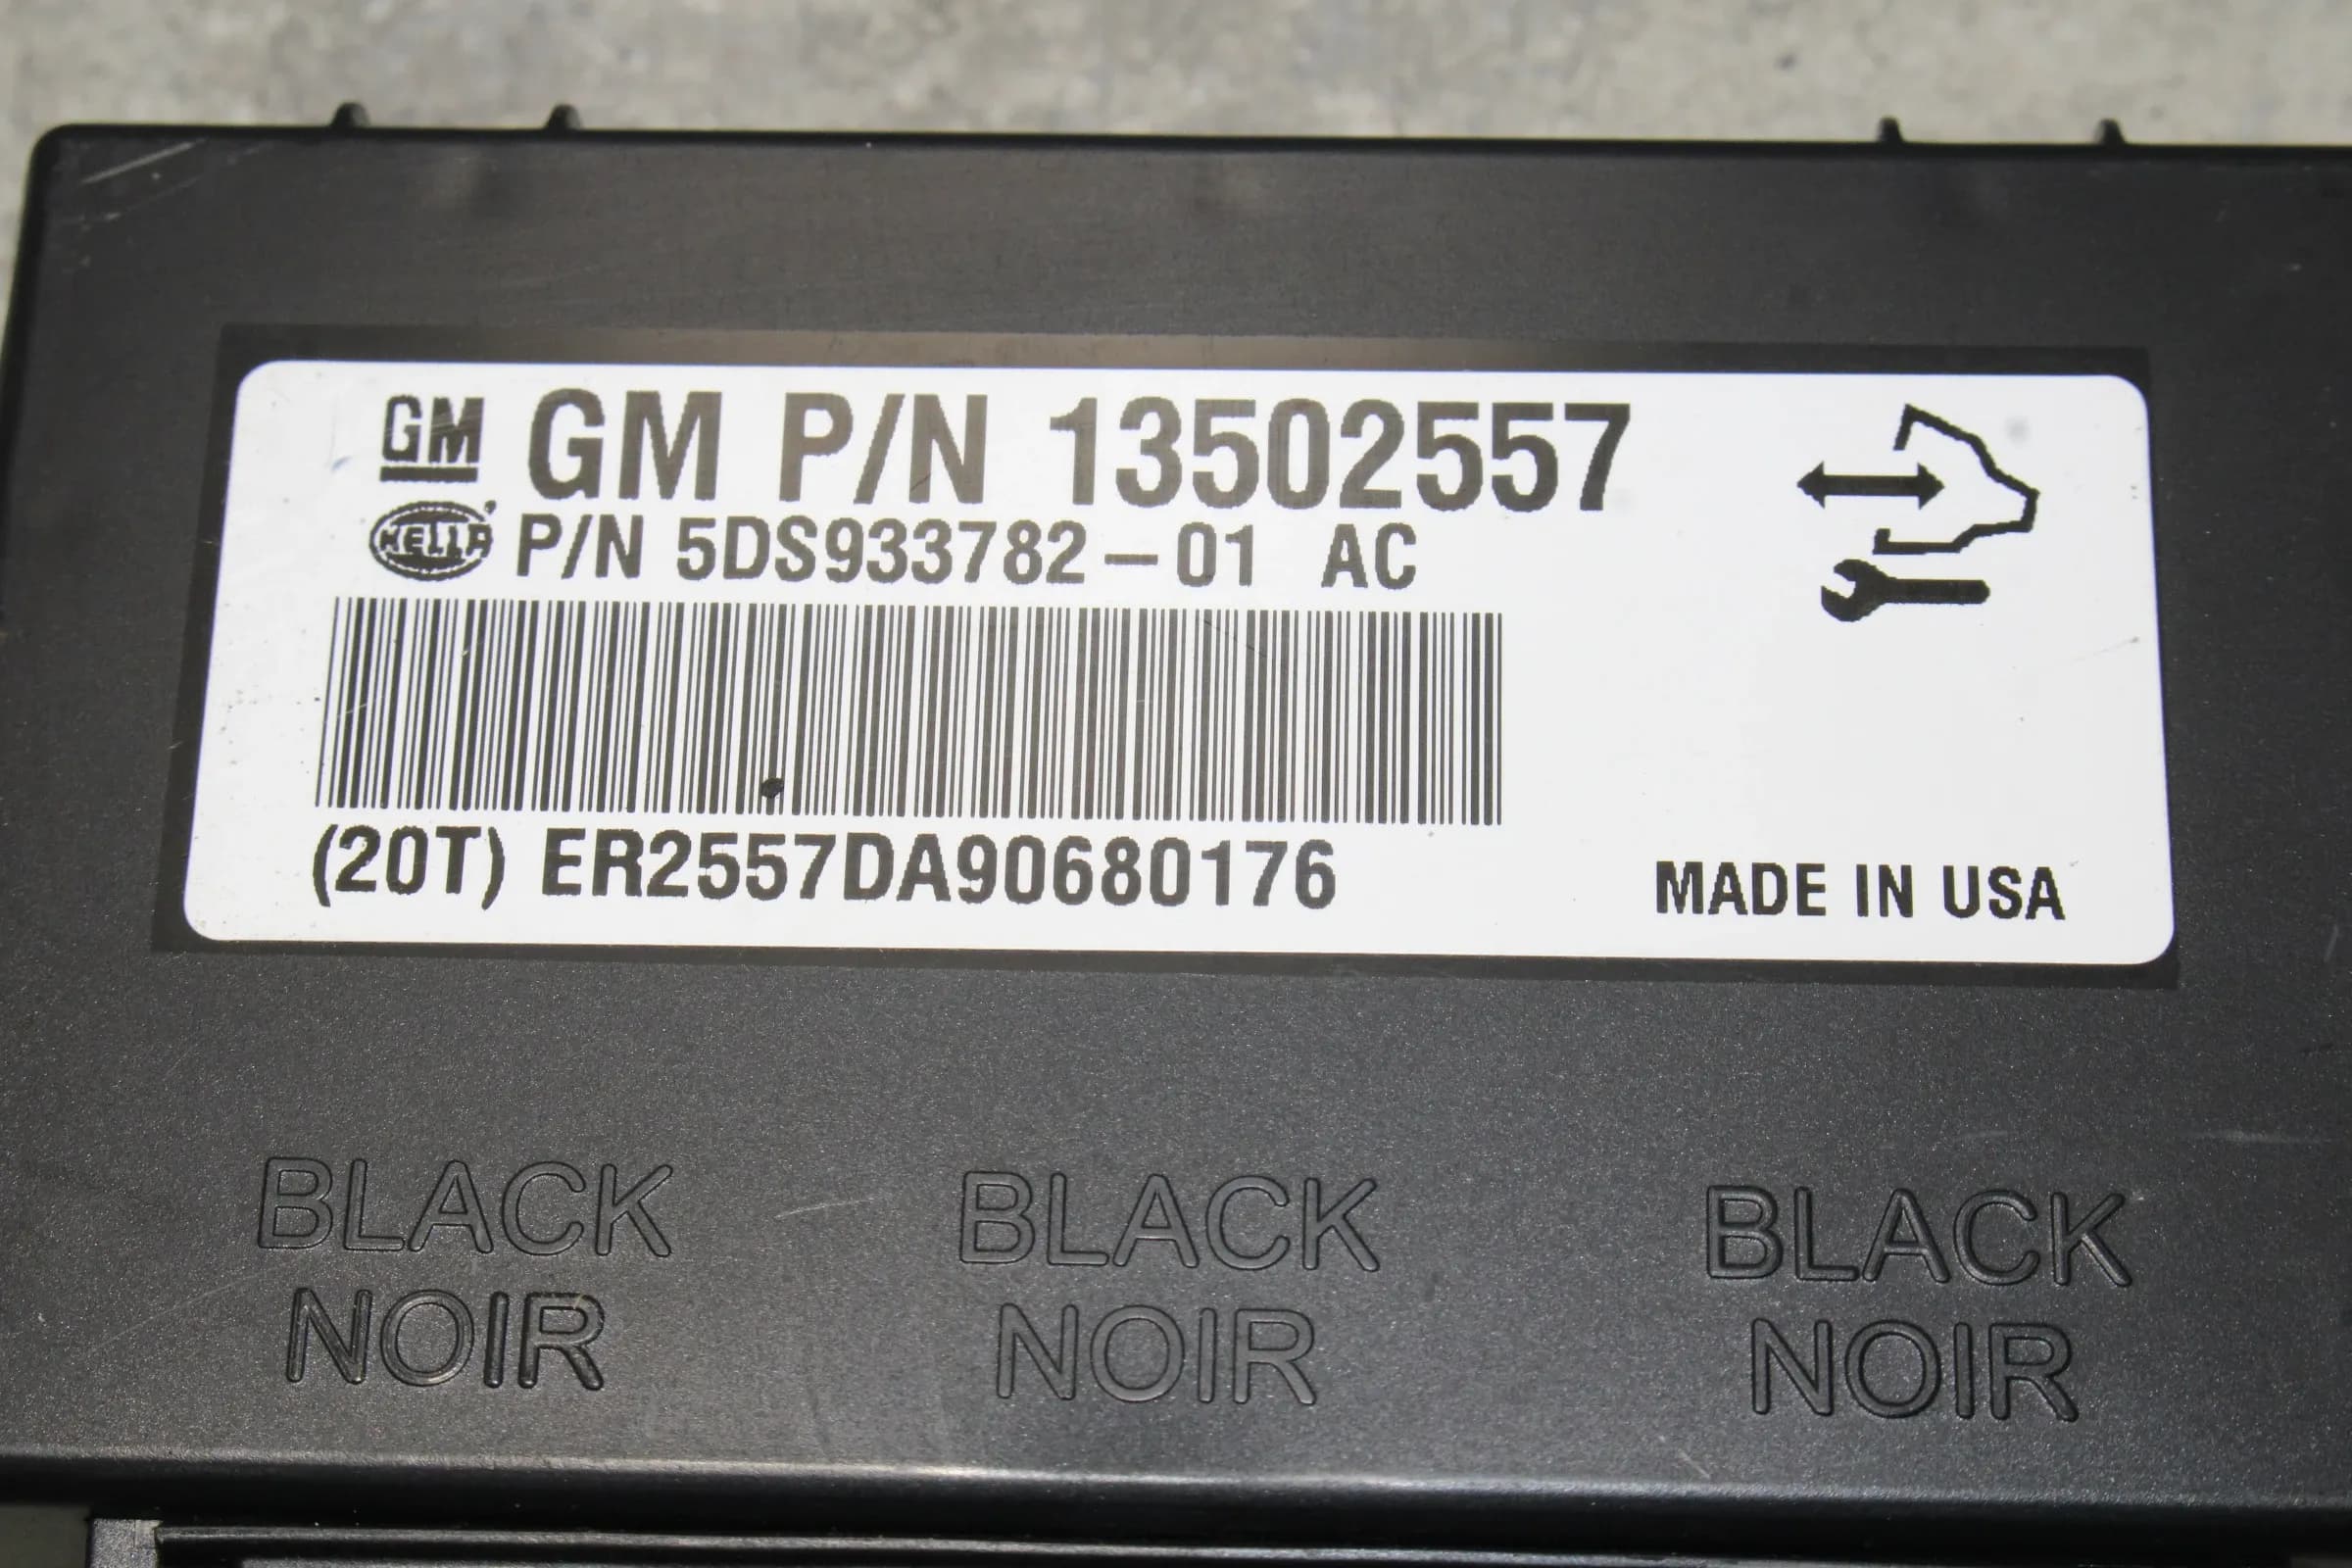 GM GM P/N 13502557
HELLA P/N 5DS933782-01 AC
(20T) ER2557DA90680176
MADE IN USA
BLACK BLACK BLACK
NOIR NOIR NOIR